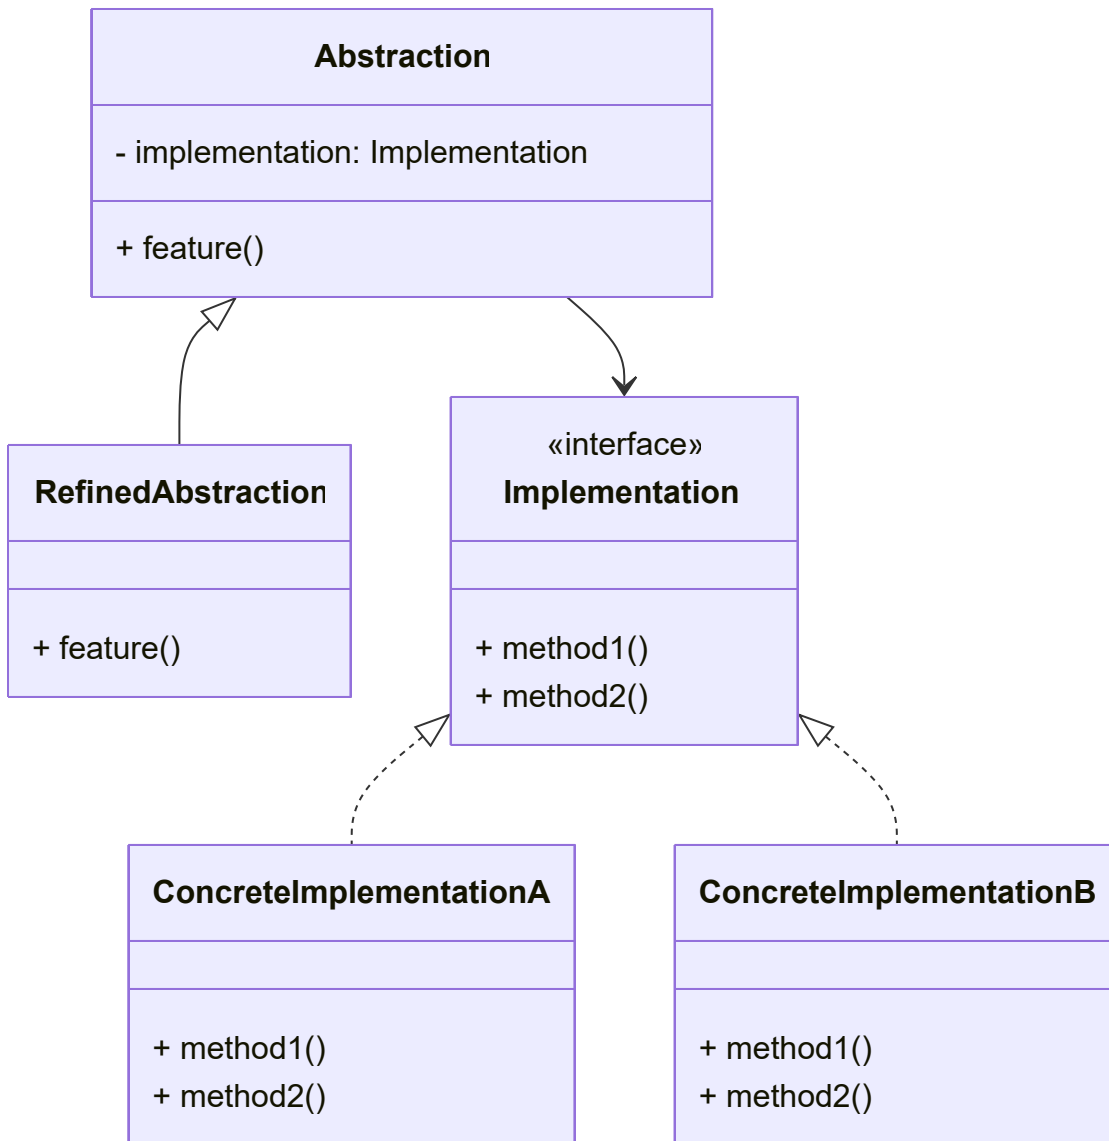 Abstraction
- implementation: Implementation
+ feature()
RefinedAbstraction
+ feature()
«interface»
Implementation
+ method1()
+ method2()
ConcreteImplementationA
+ method1()
+ method2()
ConcreteImplementationB
+ method1()
+ method2()